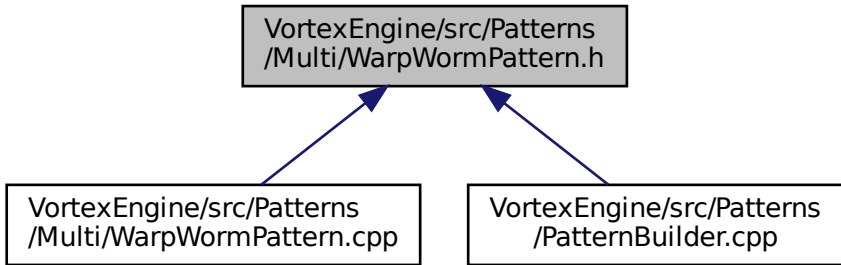 VortexEngine/src/Patterns
/Multi/WarpWormPattern.h
VortexEngine/src/Patterns
/Multi/WarpWormPattern.cpp
VortexEngine/src/Patterns
/PatternBuilder.cpp